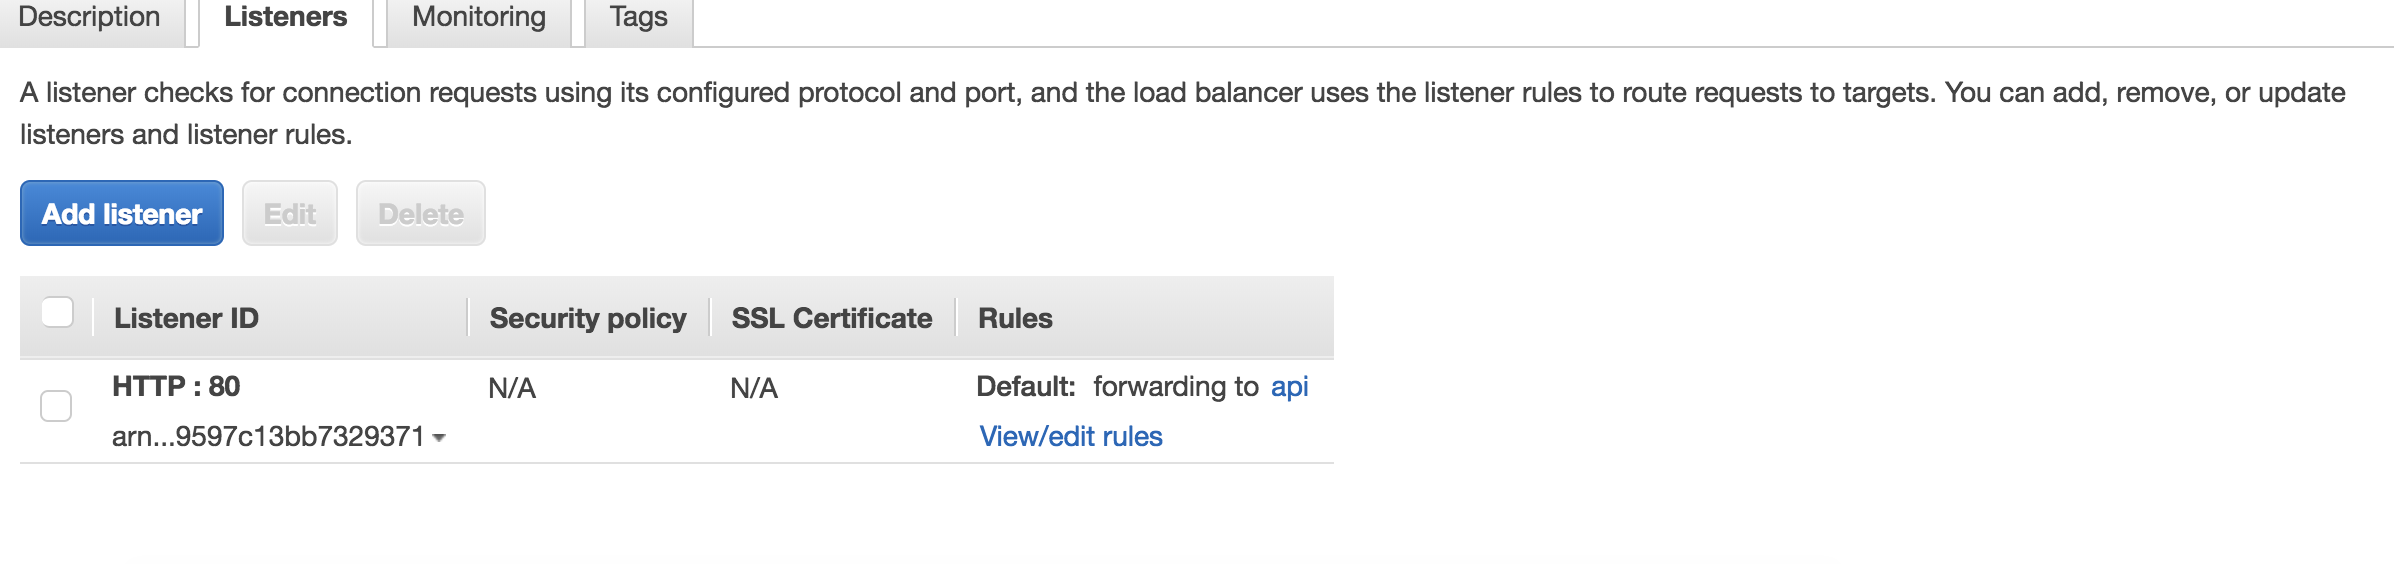 Description Listeners Monitoring Tags
A listener checks for connection requests using its configured protocol and port, and the load balancer uses the listener rules to route requests to targets. You can add, remove, or update
listeners and listener rules.
Add listener Edit Delete
Listener ID Security policy SSL Certificate Rules
HTTP : 80 N/A N/A Default: forwarding to api
arn...9597c13bb7329371 View/edit rules